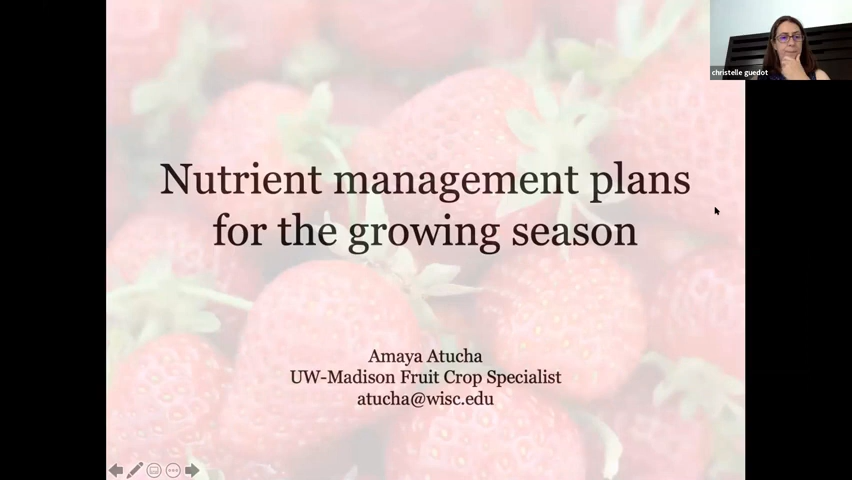 christelle guedot
Nutrient management plans
for the growing season
Amaya Atucha
UW-Madison Fruit Crop Specialist
atucha@wisc.edu